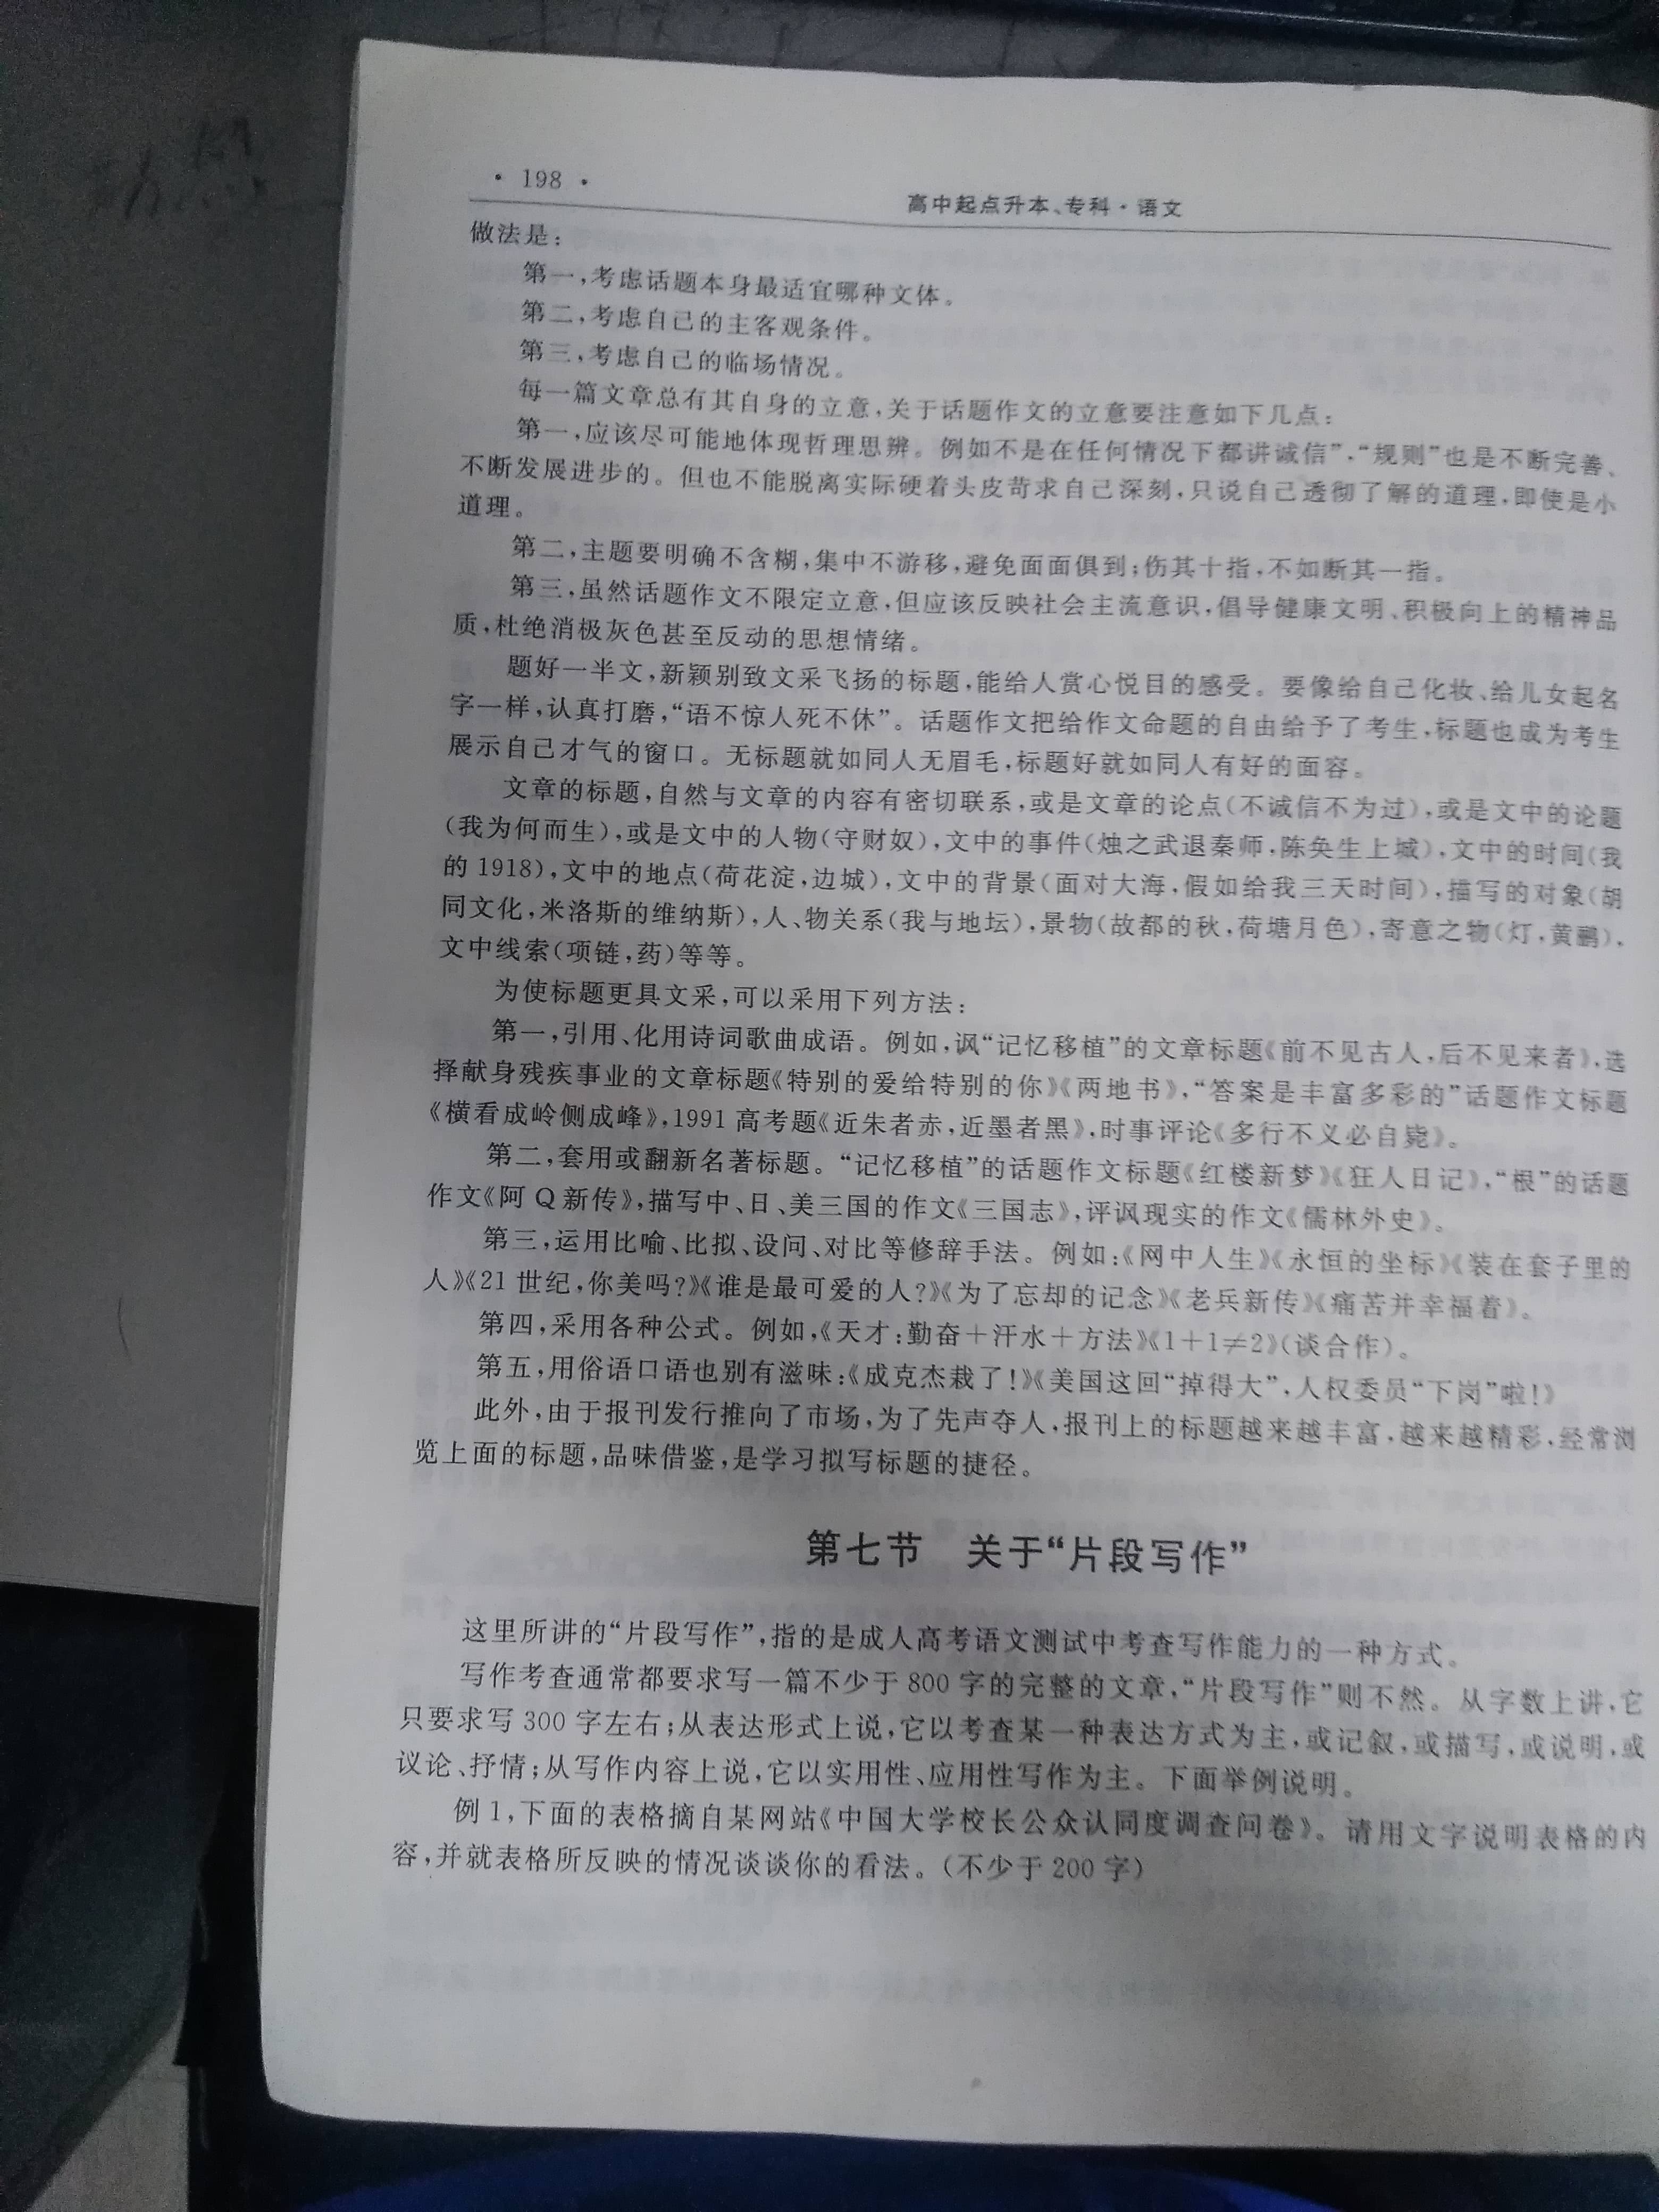 · 198 ·
高中起点升本、专科·语文
做法是：
第一，考虑话题本身最适宜哪种文体。
第二，考虑自己的主客观条件。
第三，考虑自己的临场情况。
每一篇文章总有其自身的立意，关于话题作文的立意要注意如下几点：
第一，应该尽可能地体现哲理思辨。例如不是在任何情况下都讲诚信”，“规则”也是不断完善、
不断发展进步的。但也不能脱离实际硬着头皮苛求自己深刻，只说自己透彻了解的道理，即使是小
道理。
第二，主题要明确不含糊，集中不游移，避免面面俱到；伤其十指，不如断其一指。
第三，虽然话题作文不限定立意，但应该反映社会主流意识，倡导健康文明、积极向上的精神品
质，杜绝消极灰色甚至反动的思想情绪。
题好一半文，新颖别致文采飞扬的标题，能给人赏心悦目的感受。要像给自己化妆、给儿女起名
字一样，认真打磨，“语不惊人死不休”。话题作文把给作文命题的自由给予了考生，标题也成为考生
展示自己才气的窗口。无标题就如同人无眉毛，标题好就如同人有好的面容。
文章的标题，自然与文章的内容有密切联系，或是文章的论点（不诚信不为过），或是文中的论题
（我为何而生），或是文中的人物（守财奴），文中的事件（烛之武退秦师，陈奂生上城），文中的时间（我
的1918），文中的地点（荷花淀，边城），文中的背景（面对大海，假如给我三天时间），描写的对象（胡
同文化，米洛斯的维纳斯），人、物关系（我与地坛），景物（故都的秋，荷塘月色），寄意之物（灯，黄鹂），
文中线索（项链，药）等等。
为使标题更具文采，可以采用下列方法：
第一，引用、化用诗词歌曲成语。例如，讽“记忆移植”的文章标题《前不见古人，后不见来者》，选
择献身残疾事业的文章标题《特别的爱给特别的你》《两地书》，“答案是丰富多彩的”话题作文标题
《横看成岭侧成峰》，1991高考题《近朱者赤，近墨者黑》，时事评论《多行不义必自毙》。
第二，套用或翻新名著标题。“记忆移植”的话题作文标题《红楼新梦》《狂人日记》，“根”的话题
作文《阿Q新传》，描写中、日、美三国的作文《三国志》，评讽现实的作文《儒林外史》。
第三，运用比喻、比拟、设问、对比等修辞手法。例如：《网中人生》《永恒的坐标》《装在套子里的
人》《21世纪，你美吗？》《谁是最可爱的人？》《为了忘却的记念》《老兵新传》《痛苦并幸福着》。
第四，采用各种公式。例如，《天才：勤奋＋汗水＋方法》《1＋1≠2》（谈合作）。
第五，用俗语口语也别有滋味：《成克杰栽了！》《美国这回“掉得大”，人权委员“下岗”啦！》
此外，由于报刊发行推向了市场，为了先声夺人，报刊上的标题越来越丰富，越来越精彩，经常浏
览上面的标题，品味借鉴，是学习拟写标题的捷径。
第七节 关于“片段写作”
这里所讲的“片段写作”，指的是成人高考语文测试中考查写作能力的一种方式。
写作考查通常都要求写一篇不少于800字的完整的文章，“片段写作”则不然。从字数上讲，它
只要求写300字左右；从表达形式上说，它以考查某一种表达方式为主，或记叙，或描写，或说明，或
议论、抒情；从写作内容上说，它以实用性、应用性写作为主。下面举例说明。
例1，下面的表格摘自某网站《中国大学校长公众认同度调查问卷》。请用文字说明表格的内
容，并就表格所反映的情况谈谈你的看法。（不少于200字）